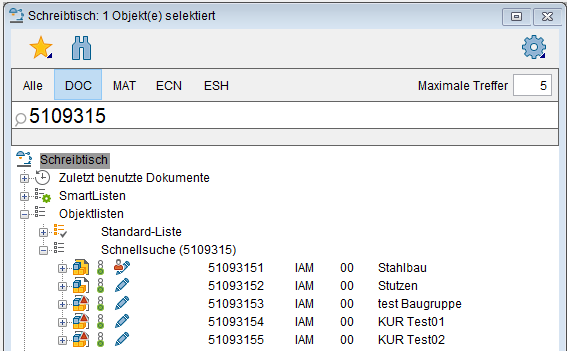 Schreibtisch: 1 Objekt(e) selektiert
Alle DOC MAT ECN ESH Maximale Treffer 5
5109315
Schreibtisch
Zuletzt benutzte Dokumente
SmartListen
Objektlisten
Standard-Liste
Schnellsuche (5109315)
51093151 IAM 00 Stahlbau
51093152 IAM 00 Stutzen
51093153 IAM 00 test Baugruppe
51093154 IAM 00 KUR Test01
51093155 IAM 00 KUR Test02